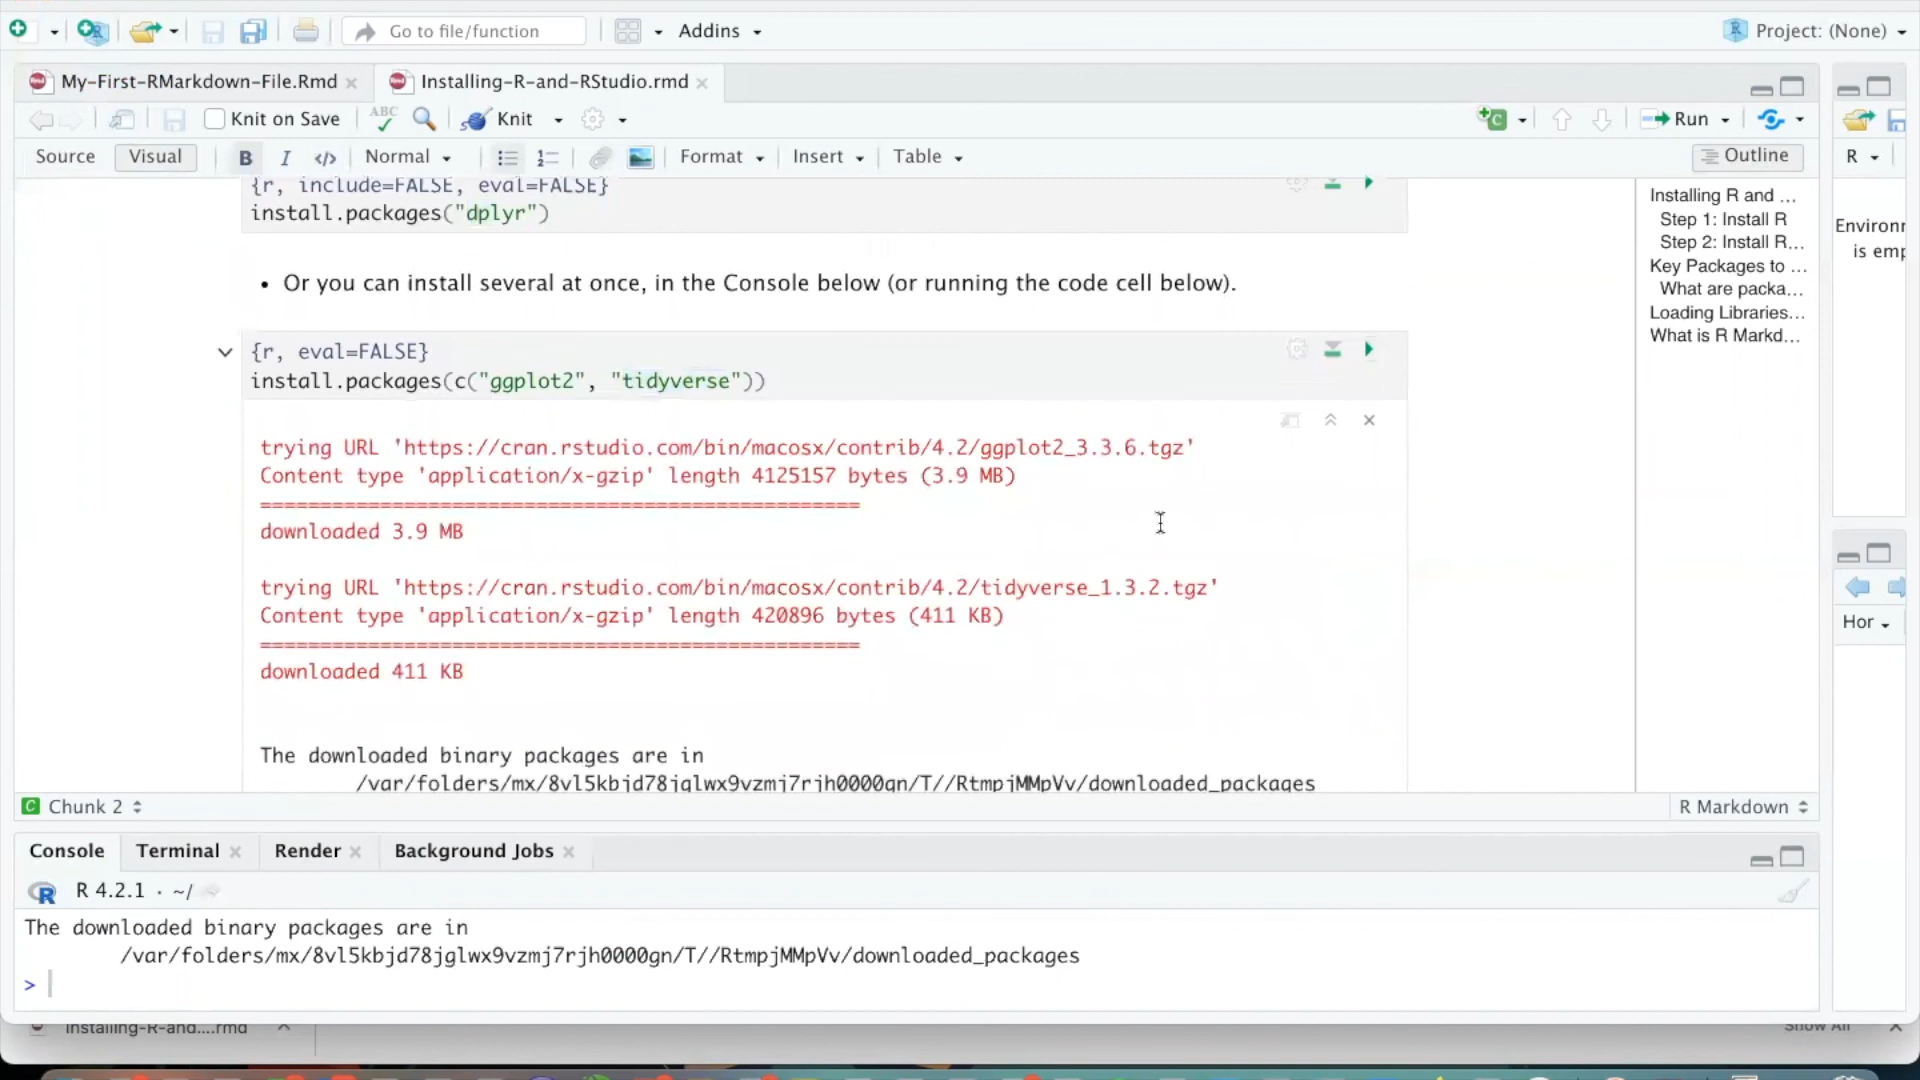 Go to file/function
Addins
Project: (None)
My-First-RMarkdown-File.Rmd
Installing-R-and-RStudio.rmd
Knit on Save
ABC
Knit
Run
Source
Visual
B
I
</>
Normal
Format
Insert
Table
Outline
R
{r, include=FALSE, eval=FALSE}
install.packages("dplyr")
• Or you can install several at once, in the Console below (or running the code cell below).
{r, eval=FALSE}
install.packages(c("ggplot2", "tidyverse"))
trying URL 'https://cran.rstudio.com/bin/macosx/contrib/4.2/ggplot2_3.3.6.tgz'
Content type 'application/x-gzip' length 4125157 bytes (3.9 MB)
==================================================
downloaded 3.9 MB
trying URL 'https://cran.rstudio.com/bin/macosx/contrib/4.2/tidyverse_1.3.2.tgz'
Content type 'application/x-gzip' length 420896 bytes (411 KB)
==================================================
downloaded 411 KB
The downloaded binary packages are in
/var/folders/mx/8vl5kbjd78jglwx9vzmj7rjh0000gn/T//RtmpjMMpVv/downloaded_packages
Installing R and ...
Step 1: Install R
Step 2: Install R...
Key Packages to ...
What are packa...
Loading Libraries...
What is R Markd...
Environ
is emp
Hor
Chunk 2
R Markdown
Console
Terminal
Render
Background Jobs
R 4.2.1 · ~/
The downloaded binary packages are in
/var/folders/mx/8vl5kbjd78jglwx9vzmj7rjh0000gn/T//RtmpjMMpVv/downloaded_packages
>
Installing-R-and....rmd
Show All